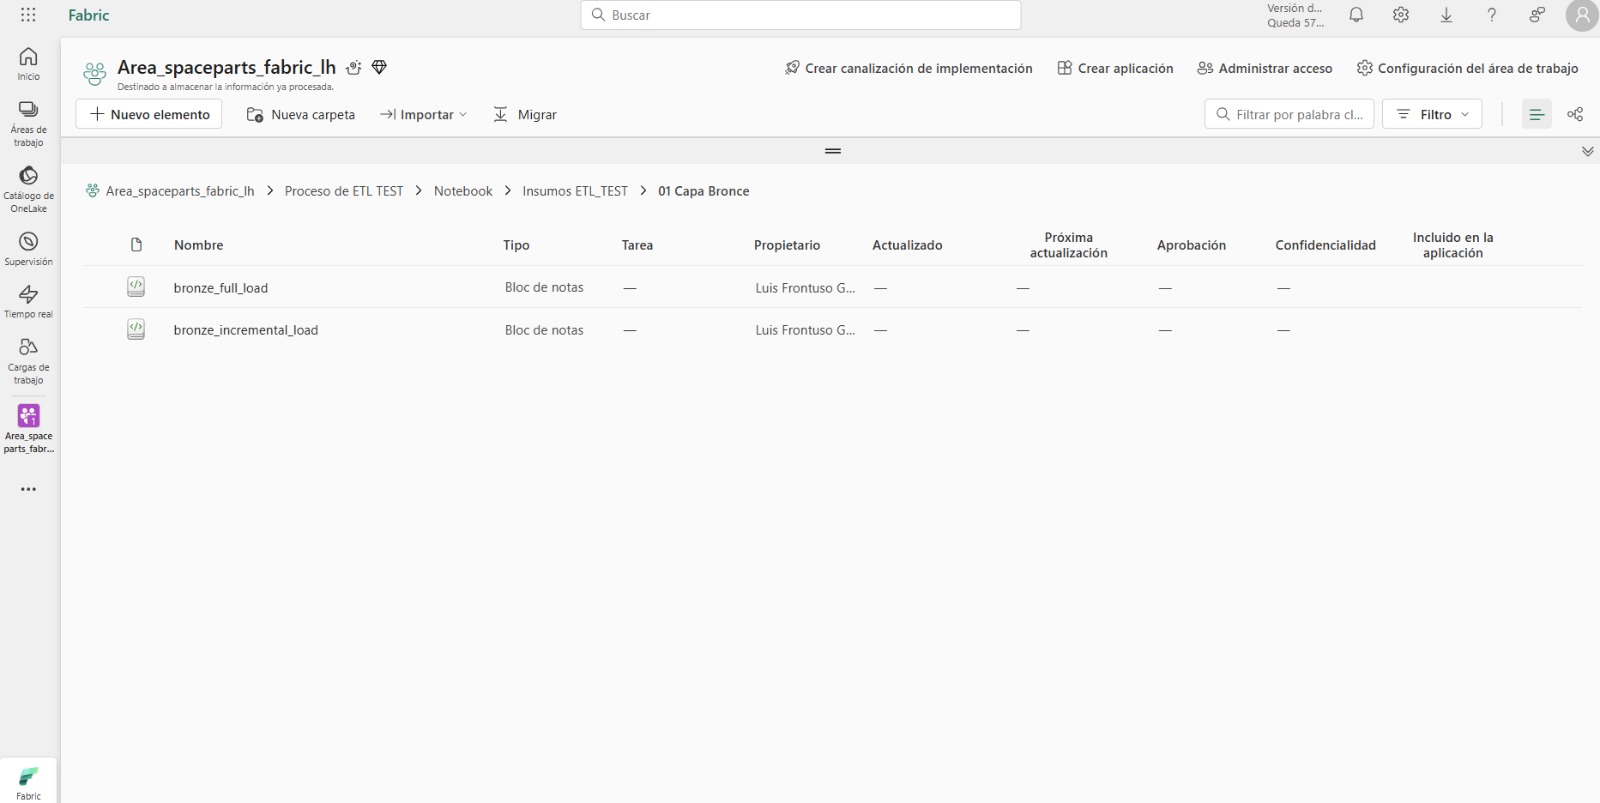 Fabric
Buscar
Versión d...
Queda 57...
Inicio
Áreas de
trabajo
Catálogo de
OneLake
Supervisión
Tiempo real
Cargas de
trabajo
1
Area_space
parts_fabr...
Fabric
Area_spaceparts_fabric_lh
Destinado a almacenar la información ya procesada.
Crear canalización de implementación
Crear aplicación
Administrar acceso
Configuración del área de trabajo
Nuevo elemento
Nueva carpeta
Importar
Migrar
Filtrar por palabra cl...
Filtro
Area_spaceparts_fabric_lh > Proceso de ETL TEST > Notebook > Insumos ETL_TEST > 01 Capa Bronce
Nombre Tipo Tarea Propietario Actualizado Próxima actualización Aprobación Confidencialidad Incluido en la aplicación
bronze_full_load Bloc de notas — Luis Frontuso G... — — — —
bronze_incremental_load Bloc de notas — Luis Frontuso G... — — — —